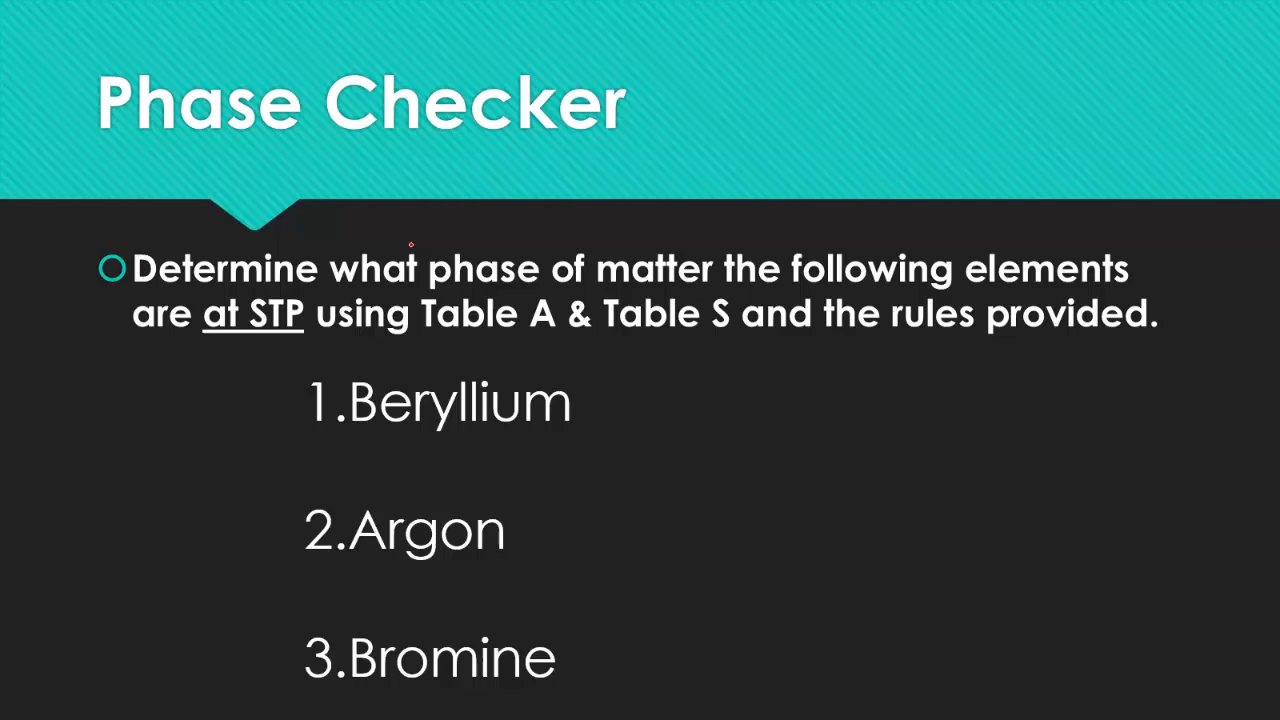 Phase Checker
Determine what phase of matter the following elements
are at STP using Table A & Table S and the rules provided.
1.Beryllium
2.Argon
3.Bromine